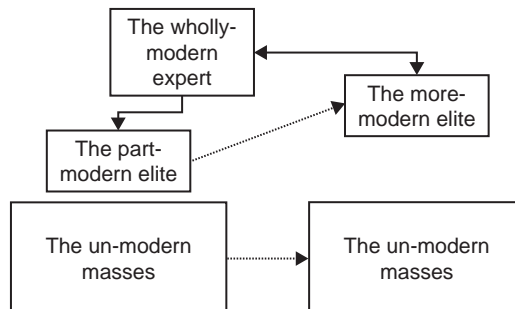 The wholly-
modern
expert
The more-
modern elite
The part-
modern elite
The un-modern
masses
The un-modern
masses